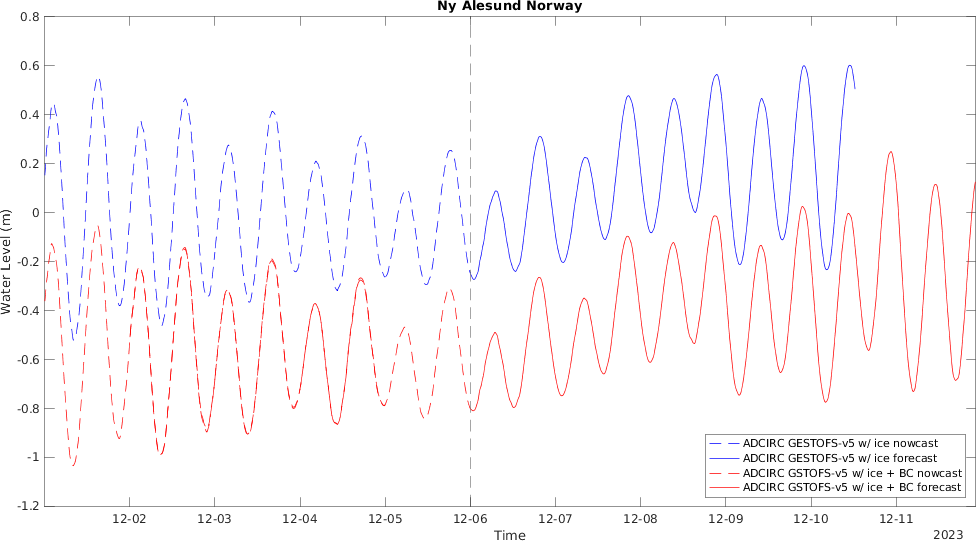 Ny Alesund Norway
0.8
0.6
0.4
0.2
0
-0.2
-0.4
-0.6
-0.8
-1
-1.2
Water Level (m)
ADCIRC GESTOFS-v5 w/ ice nowcast
ADCIRC GESTOFS-v5 w/ ice forecast
ADCIRC GSTOFS-v5 w/ ice + BC nowcast
ADCIRC GSTOFS-v5 w/ ice + BC forecast
12-02 12-03 12-04 12-05 12-06 12-07 12-08 12-09 12-10 12-11
Time
2023